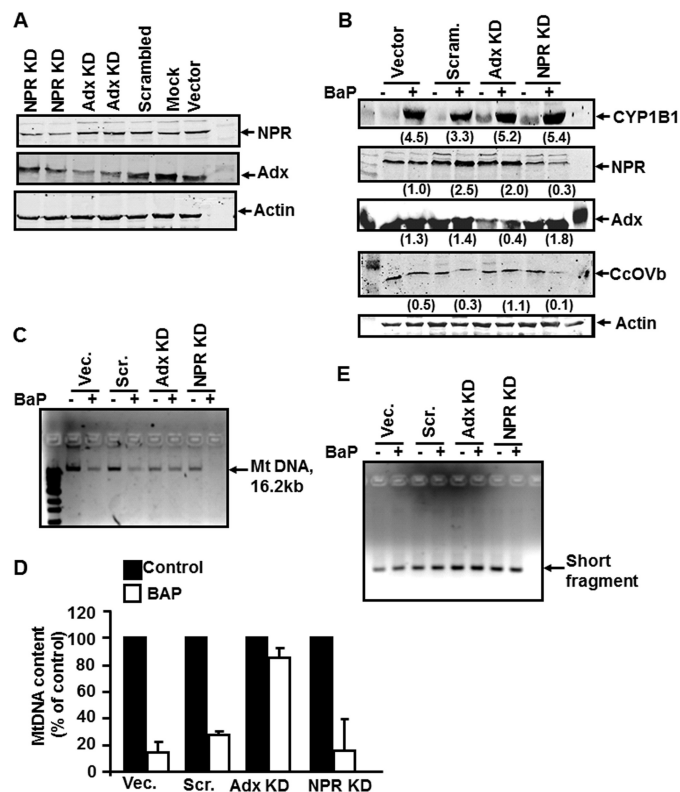 A
NPR KD NPR KD Adx KD Adx KD Scrambled Mock Vector
NPR
Adx
Actin
B
Vector Scram. Adx KD NPR KD
BaP - + - + - + - +
CYP1B1
(4.5) (3.3) (5.2) (5.4)
NPR
(1.0) (2.5) (2.0) (0.3)
Adx
(1.3) (1.4) (0.4) (1.8)
CcOVb
(0.5) (0.3) (1.1) (0.1)
Actin
C
Vec. Scr. Adx KD NPR KD
BaP - + - + - + - +
Mt DNA,
16.2kb
D
Control
BAP
MtDNA content
(% of control)
120
100
80
60
40
20
0
Vec. Scr. Adx KD NPR KD
E
Vec. Scr. Adx KD NPR KD
BaP - + - + - + - +
Short
fragment